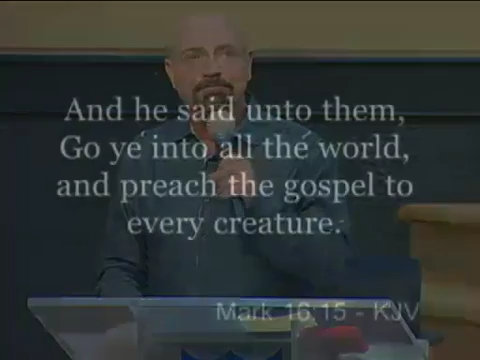 And he said unto them,
Go ye into all the world,
and preach the gospel to
every creature.
Mark 16:15 - KJV